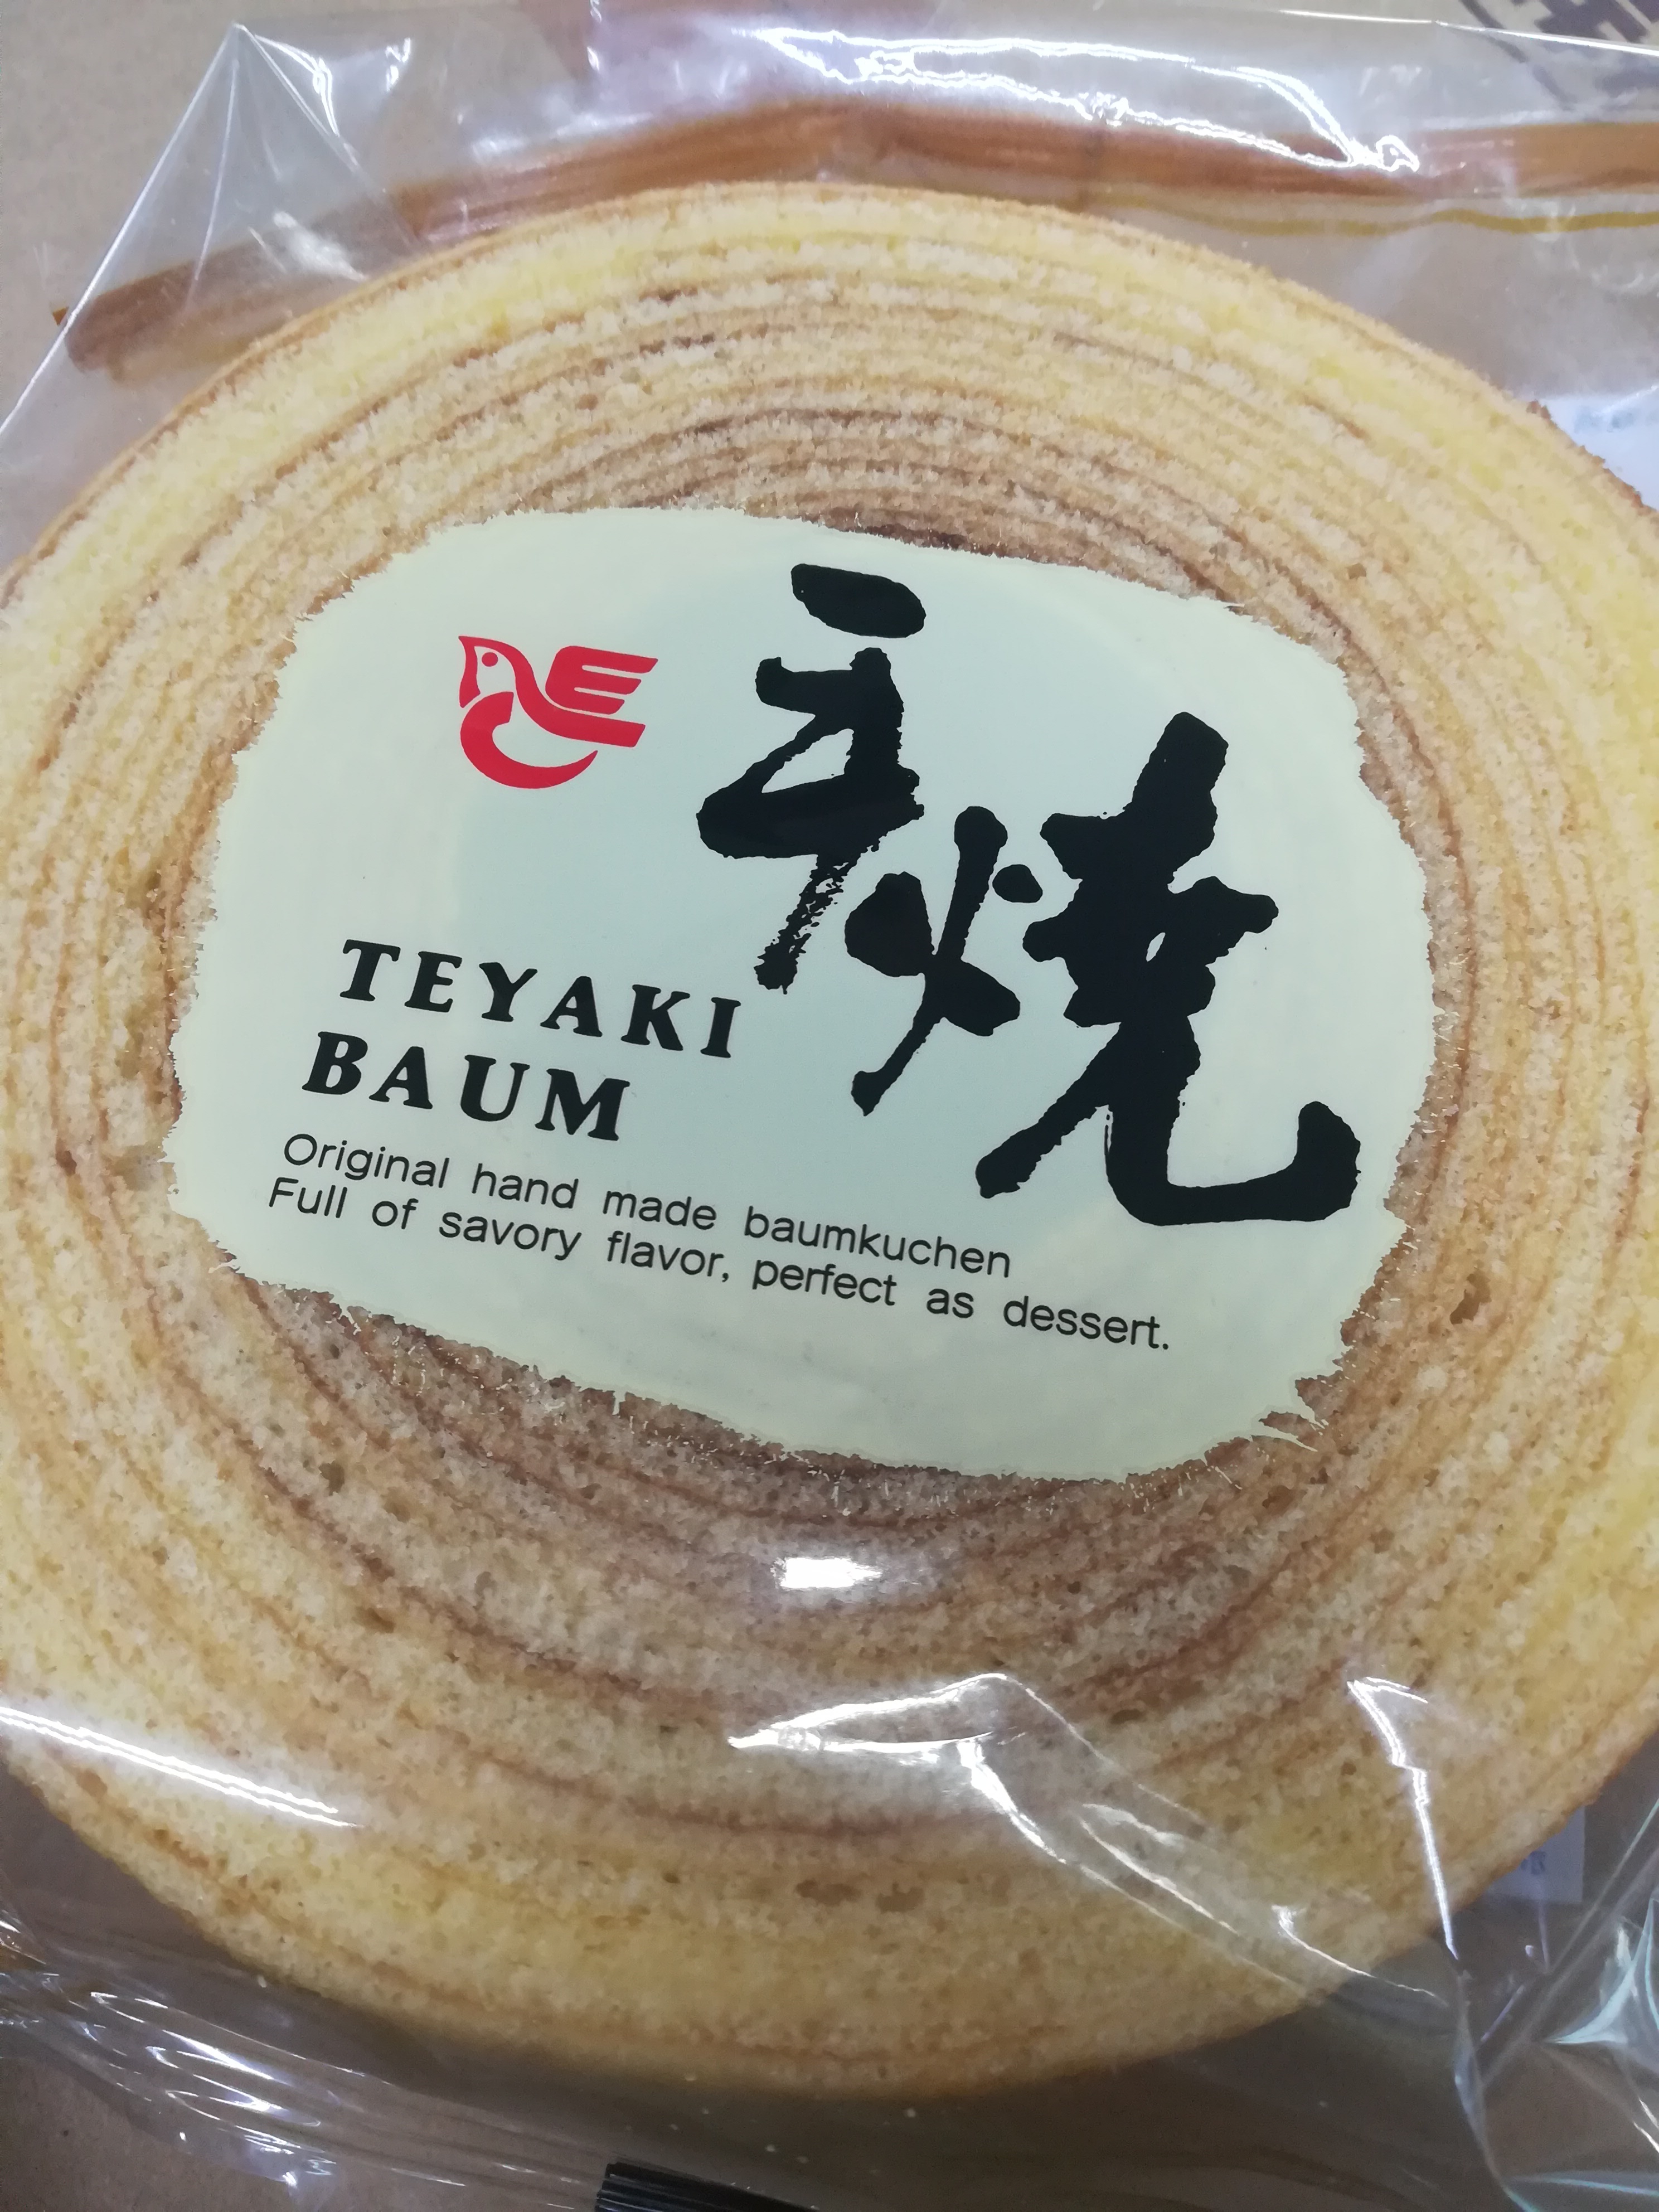 手焼
TEYAKI
BAUM
Original hand made baumkuchen
Full of savory flavor, perfect as dessert.